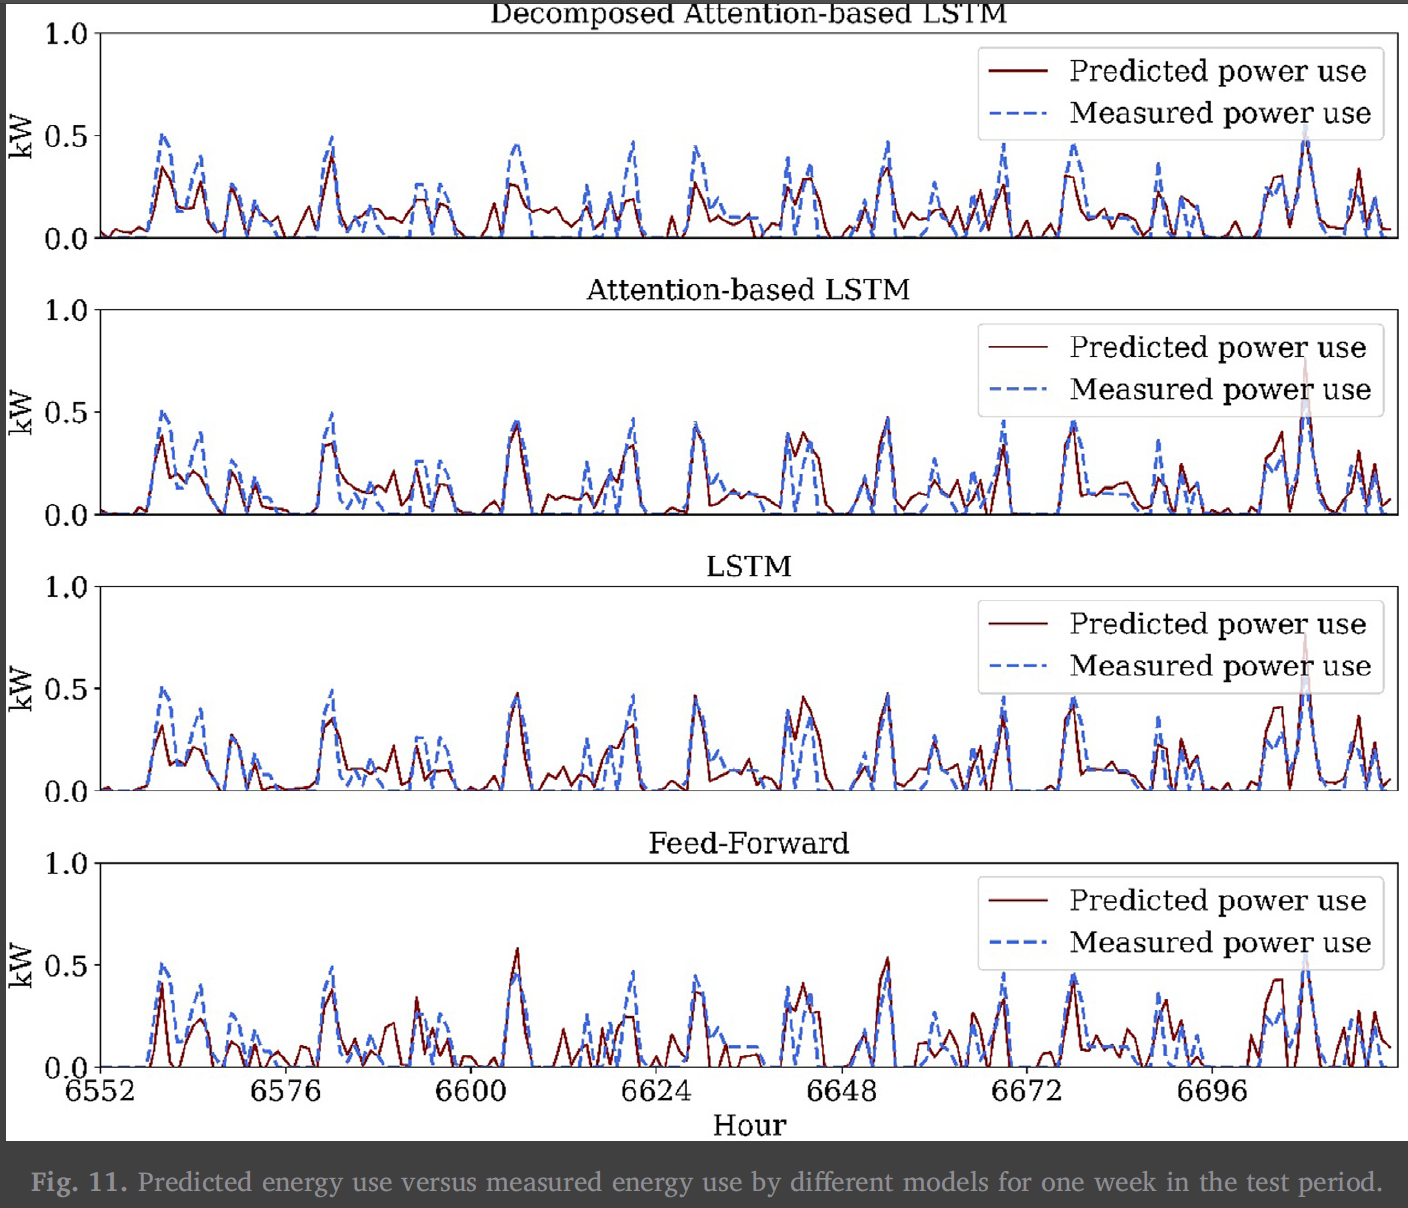 Decomposed Attention-based LSTM
1.0
Predicted power use
Measured power use
0.5
kW
0.0
Attention-based LSTM
1.0
Predicted power use
Measured power use
0.5
kW
0.0
LSTM
1.0
Predicted power use
Measured power use
0.5
kW
0.0
Feed-Forward
1.0
Predicted power use
Measured power use
0.5
kW
0.0
6552 6576 6600 6624 6648 6672 6696
Hour
Fig. 11. Predicted energy use versus measured energy use by different models for one week in the test period.